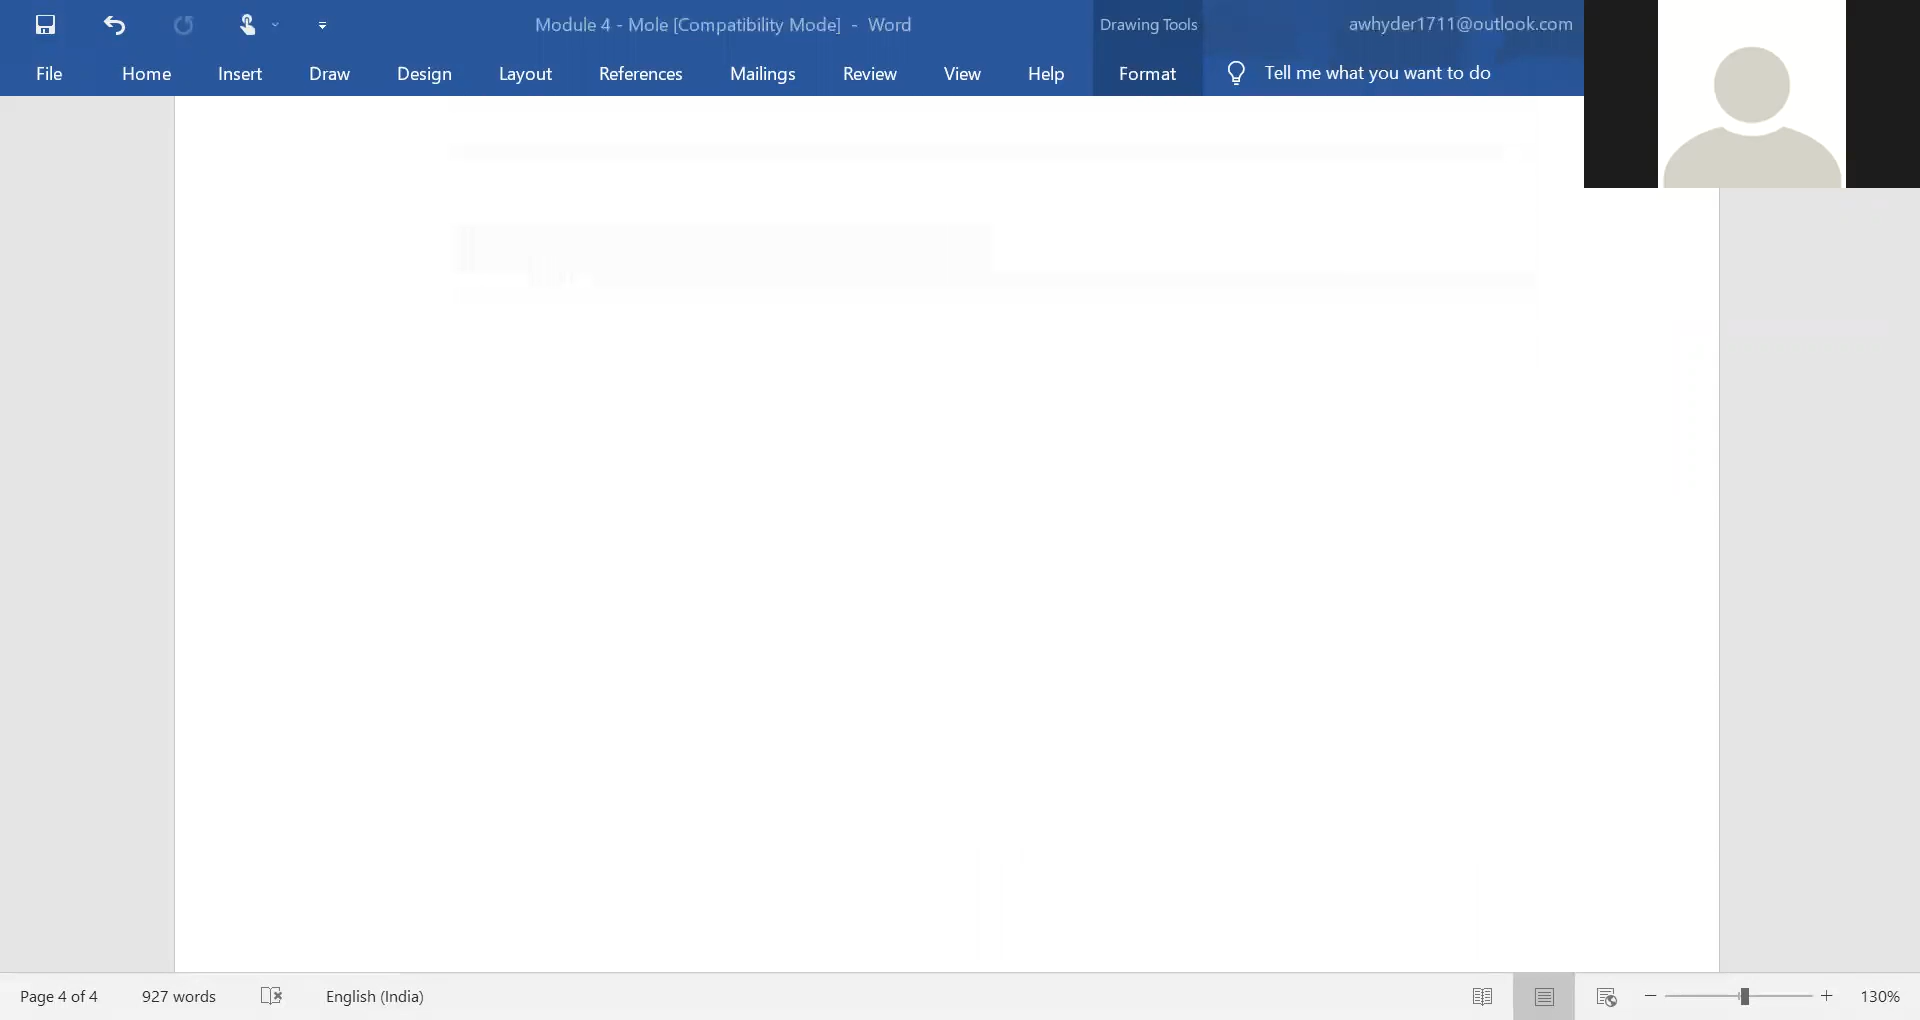 Module 4 - Mole [Compatibility Mode] - Word
Drawing Tools
awhyder1711@outlook.com
File Home Insert Draw Design Layout References Mailings Review View Help Format Tell me what you want to do
Page 4 of 4 927 words English (India) 130%